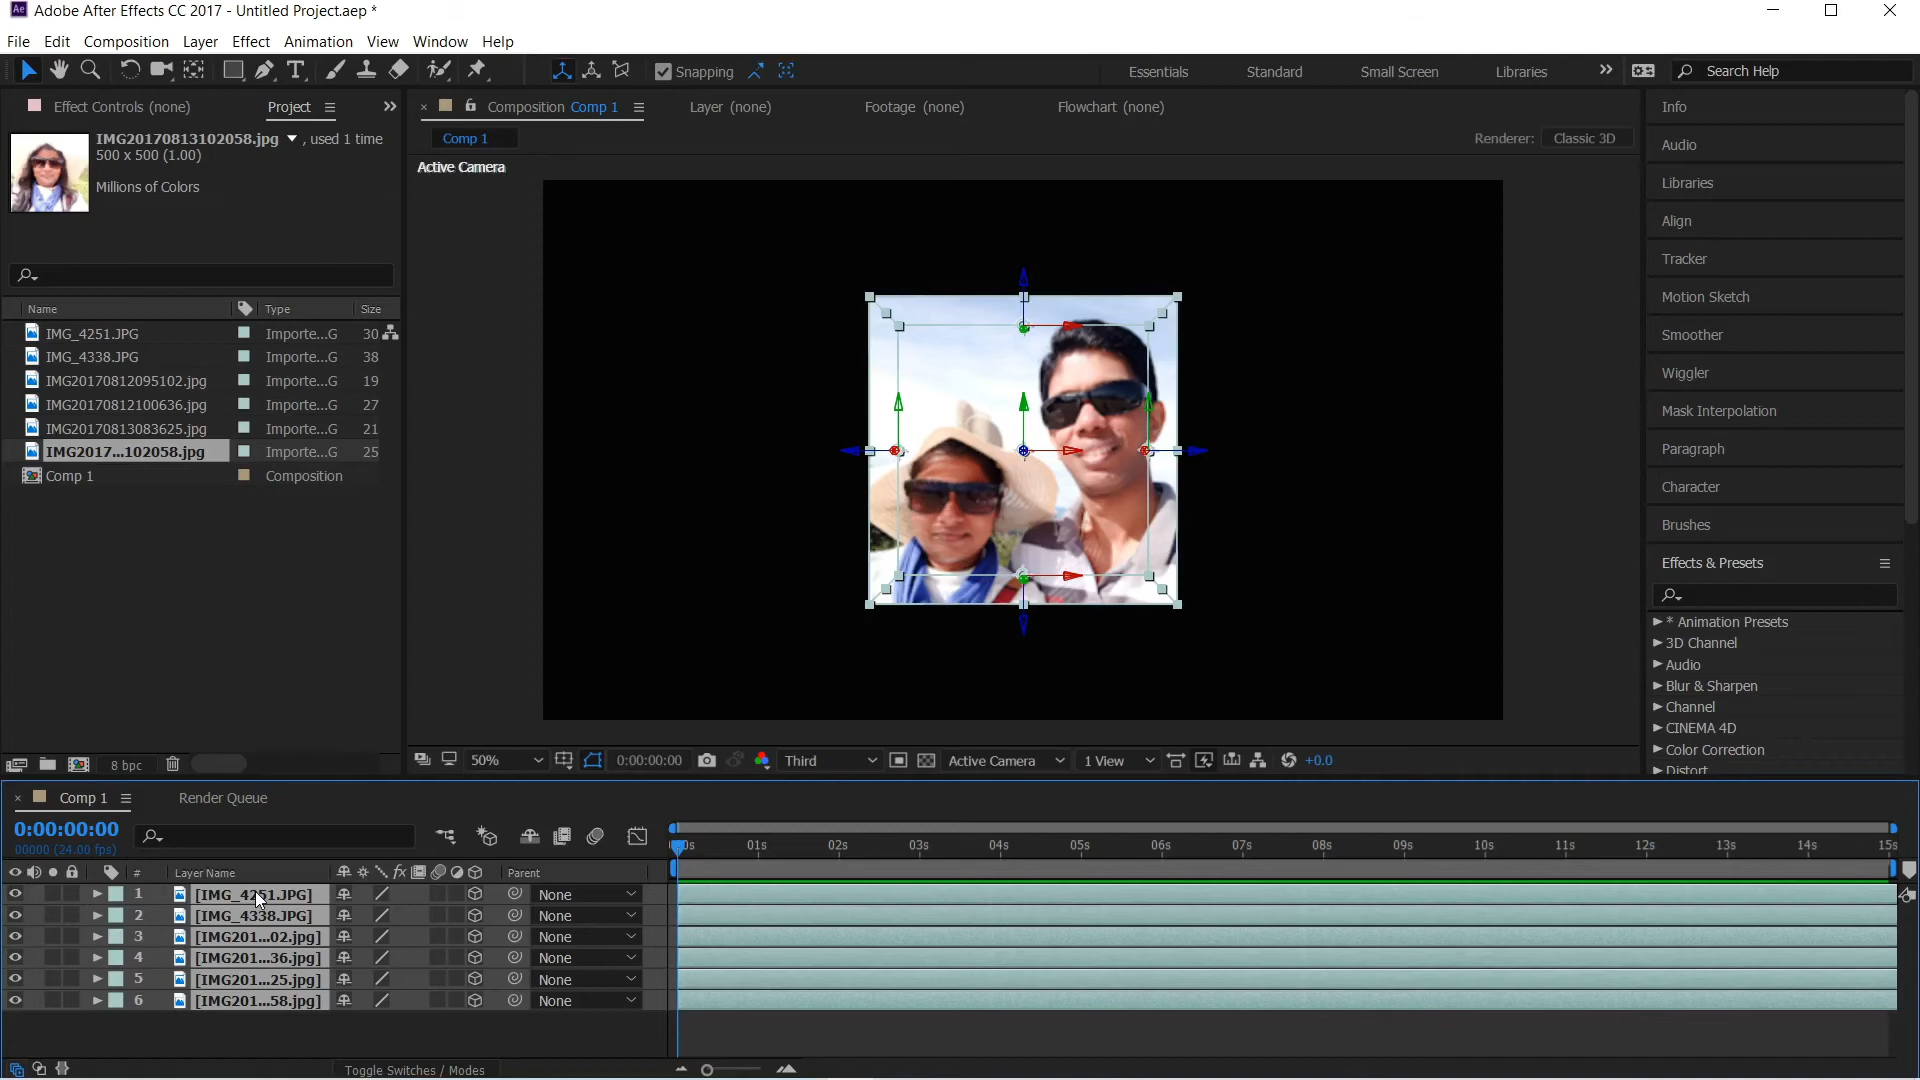 Ae Adobe After Effects CC 2017 - Untitled Project.aep *
File Edit Composition Layer Effect Animation View Window Help
Snapping
Essentials Standard Small Screen Libraries
Search Help
Effect Controls (none) Project
Composition Comp 1 Layer (none) Footage (none) Flowchart (none)
IMG20170813102058.jpg , used 1 time
500 x 500 (1.00)
Millions of Colors
Comp 1
Renderer: Classic 3D
Active Camera
Name Type Size
IMG_4251.JPG Importe...G 30
IMG_4338.JPG Importe...G 38
IMG20170812095102.jpg Importe...G 19
IMG20170812100636.jpg Importe...G 27
IMG20170813083625.jpg Importe...G 21
IMG2017...102058.jpg Importe...G 25
Comp 1 Composition
8 bpc
50% 0:00:00:00 Third Active Camera 1 View +0.0
Info
Audio
Libraries
Align
Tracker
Motion Sketch
Smoother
Wiggler
Mask Interpolation
Paragraph
Character
Brushes
Effects & Presets
* Animation Presets
3D Channel
Audio
Blur & Sharpen
Channel
CINEMA 4D
Color Correction
Distort
Comp 1 Render Queue
0:00:00:00
00000 (24.00 fps)
01s 02s 03s 04s 05s 06s 07s 08s 09s 10s 11s 12s 13s 14s 15s
# Layer Name fx Parent
1 [IMG_4251.JPG] None
2 [IMG_4338.JPG] None
3 [IMG201...02.jpg] None
4 [IMG201...36.jpg] None
5 [IMG201...25.jpg] None
6 [IMG201...58.jpg] None
Toggle Switches / Modes